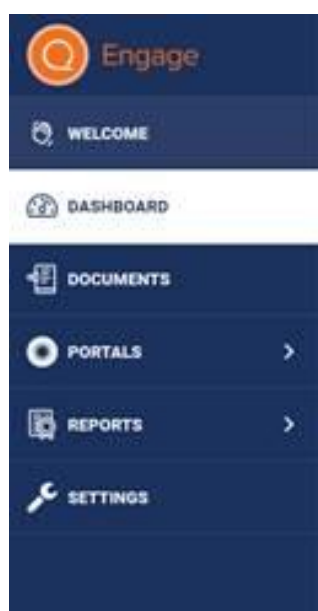 Engage
WELCOME
DASHBOARD
DOCUMENTS
PORTALS
REPORTS
SETTINGS